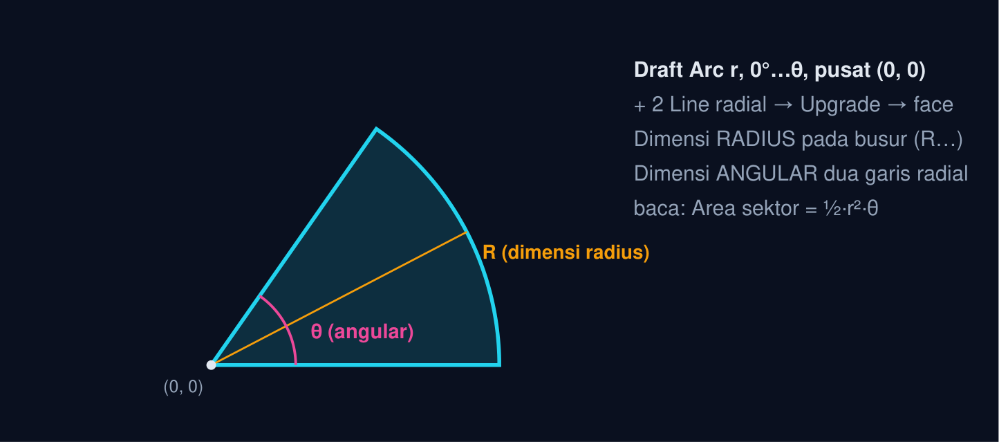 Draft Arc r, 0°…θ, pusat (0, 0)
+ 2 Line radial → Upgrade → face
Dimensi RADIUS pada busur (R…)
Dimensi ANGULAR dua garis radial
baca: Area sektor = ½·r²·θ
R (dimensi radius)
θ (angular)
(0, 0)